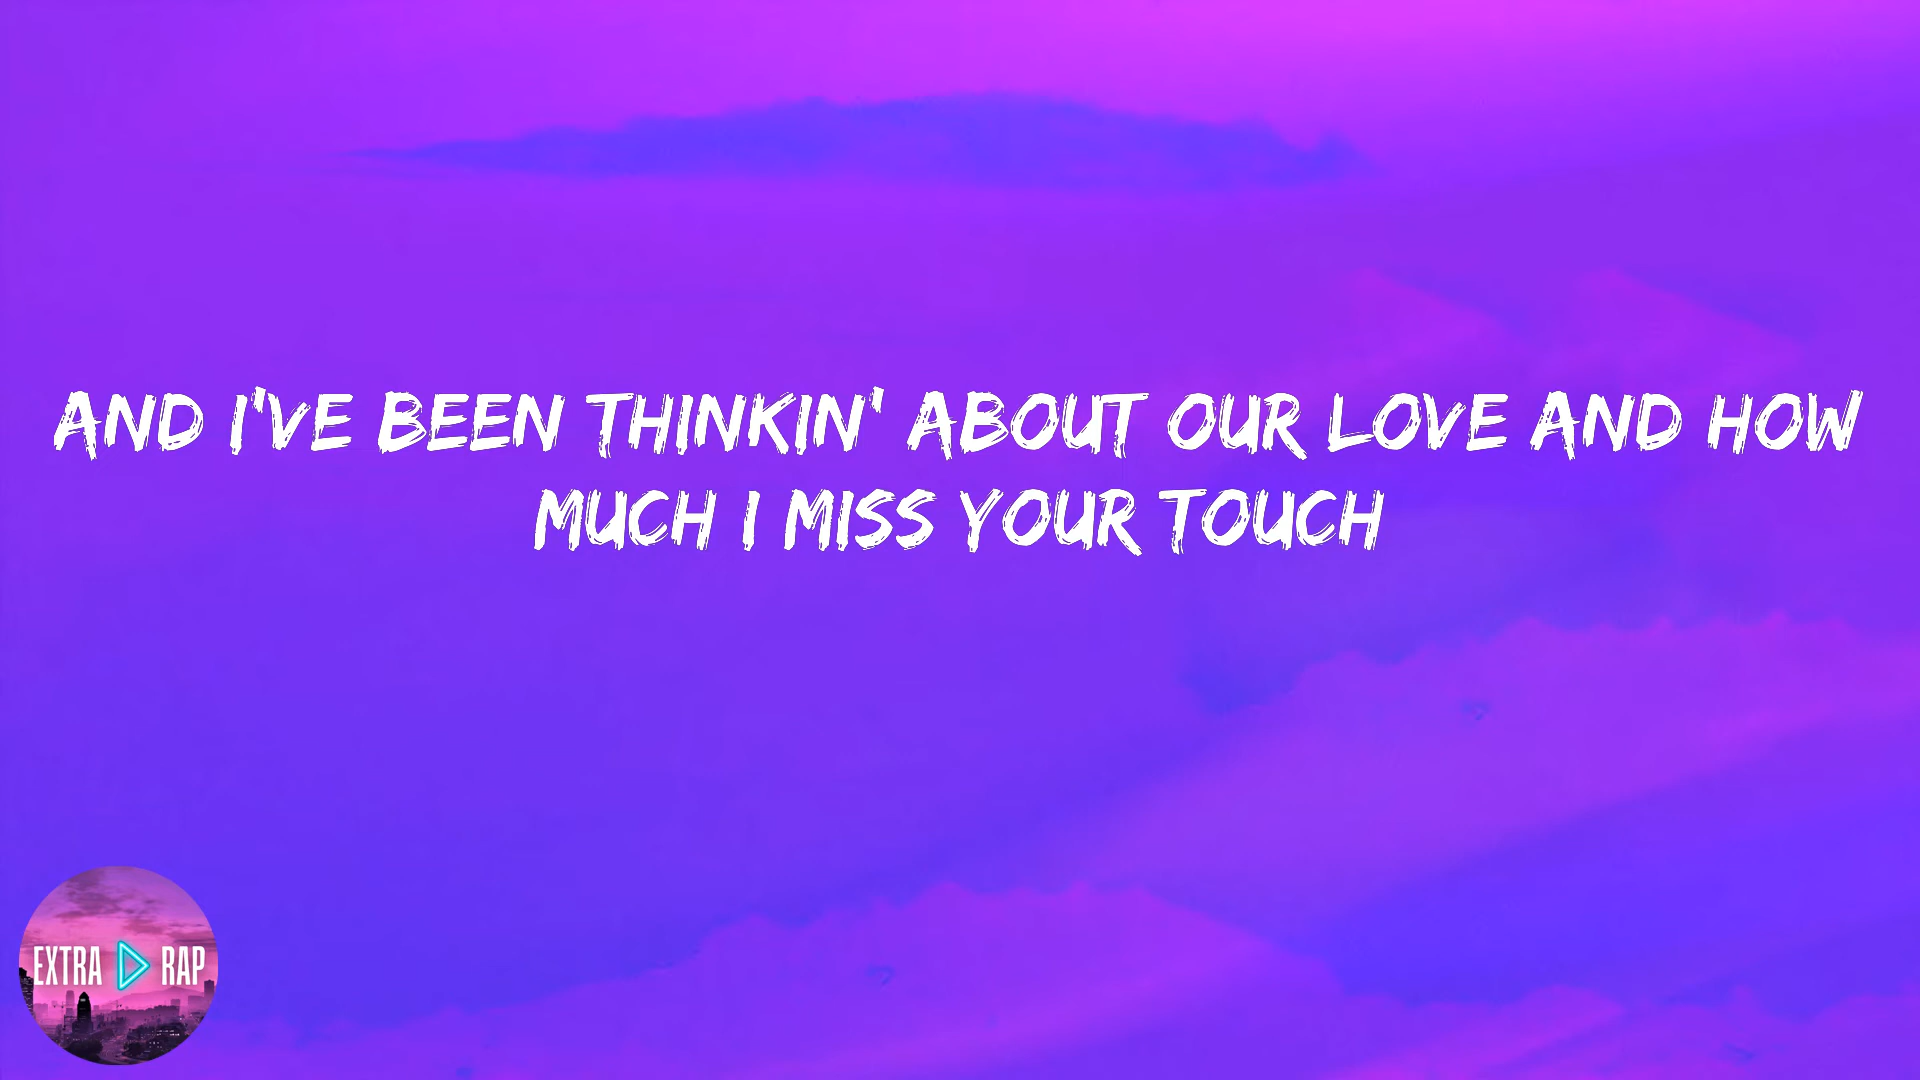 AND I'VE BEEN THINKIN' ABOUT OUR LOVE AND HOW
MUCH I MISS YOUR TOUCH
EXTRA RAP